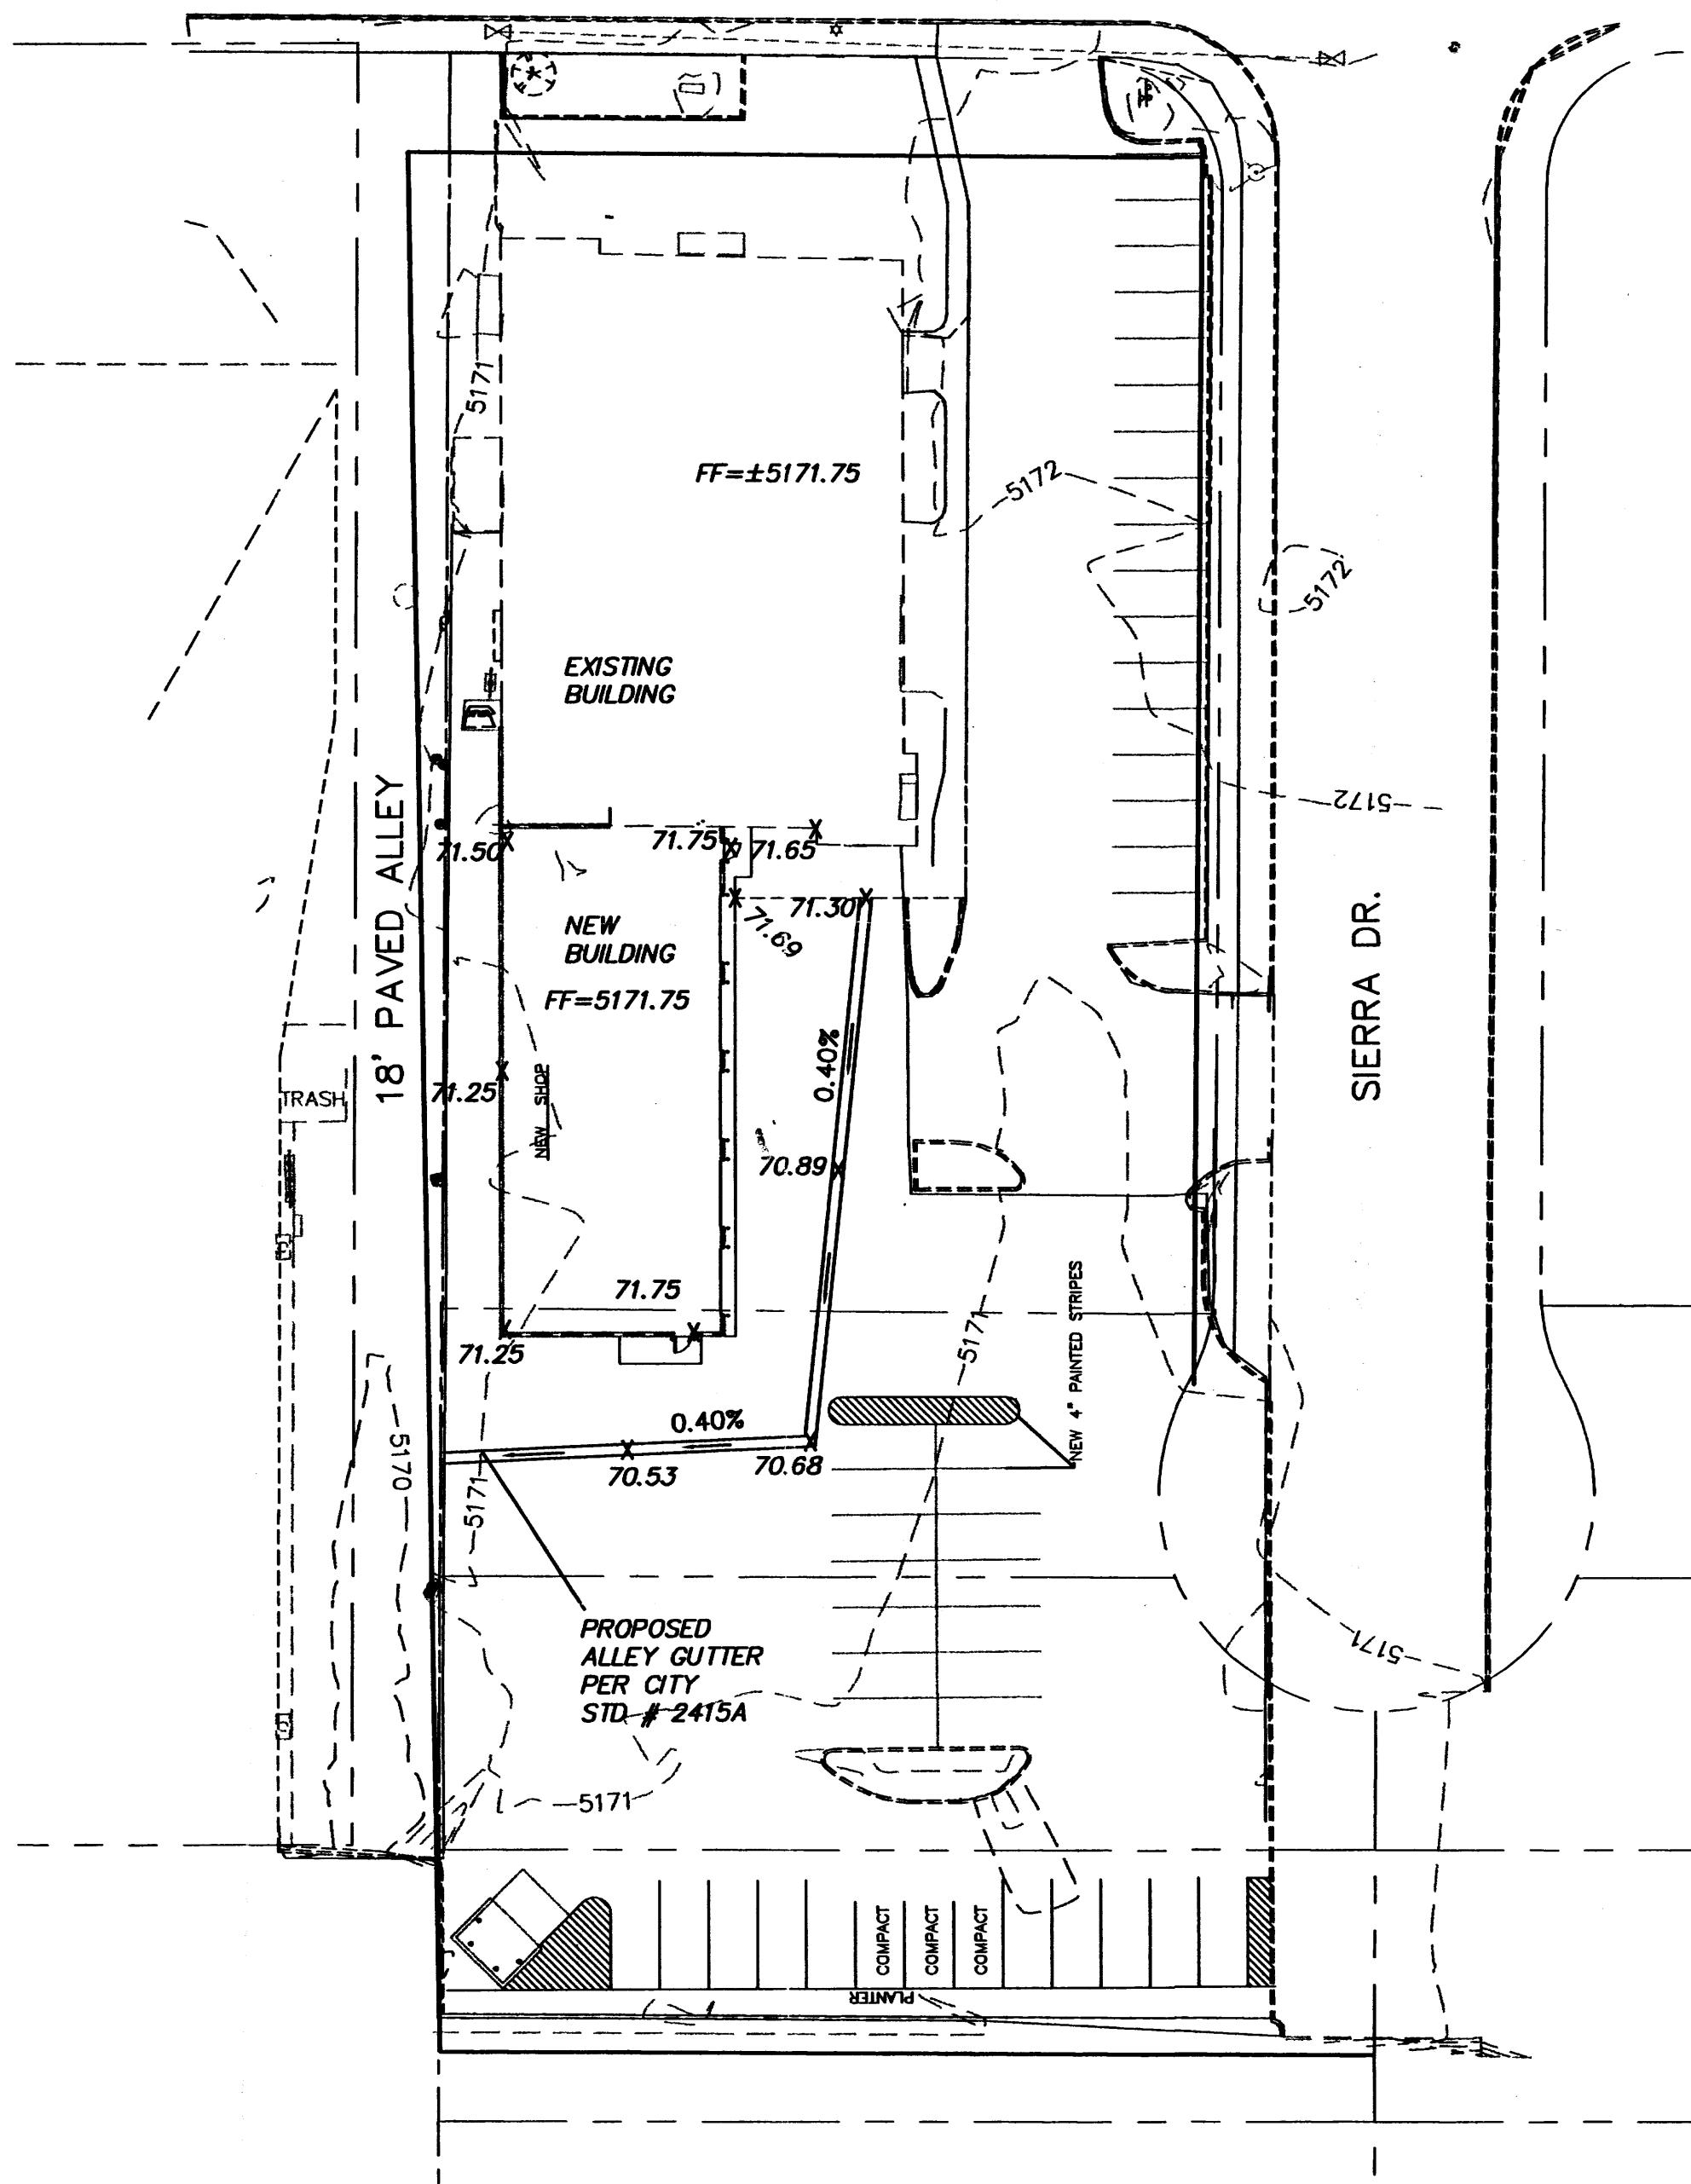 5171
FF=±5171.75
5172
5172
EXISTING
BUILDING
5172
18' PAVED ALLEY
71.50
71.75
71.65
71.30
71.69
NEW
BUILDING
FF=5171.75
SIERRA DR.
0.40%
TRASH
71.25
NEW SHOP
70.89
71.75
71.25
5171
NEW 4" PAINTED STRIPES
0.40%
70.53
70.68
5170
5171
PROPOSED
ALLEY GUTTER
PER CITY
STD # 2415A
5171
5171
COMPACT
COMPACT
COMPACT
PLANTER